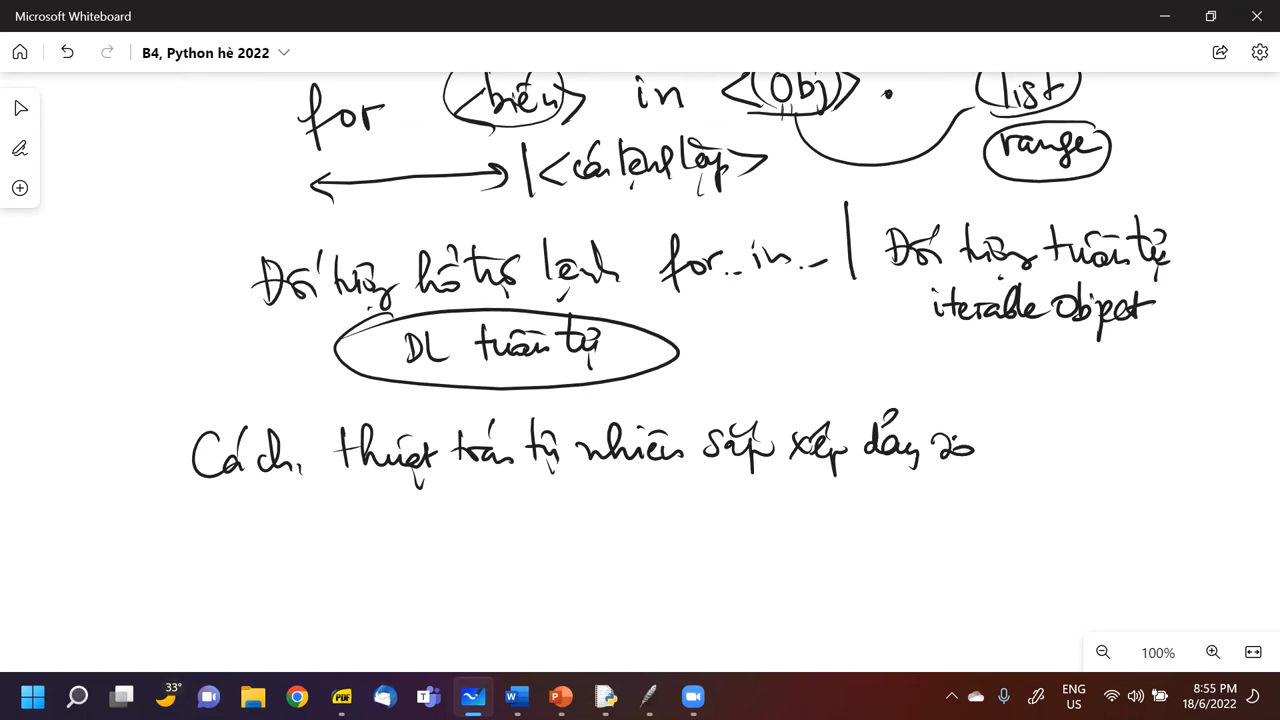 Microsoft Whiteboard
B4, Python hè 2022
for <biến> in <Obj> :
list
range
|<các lệnh lặp>
Đối tượng hỗ trợ lệnh for..in..
Đối tượng tuần tự
iterable Object
DL tuần tự
Các thuật toán tự nhiên sắp xếp dãy số
100%
33°
ENG
US
8:55 PM
18/6/2022